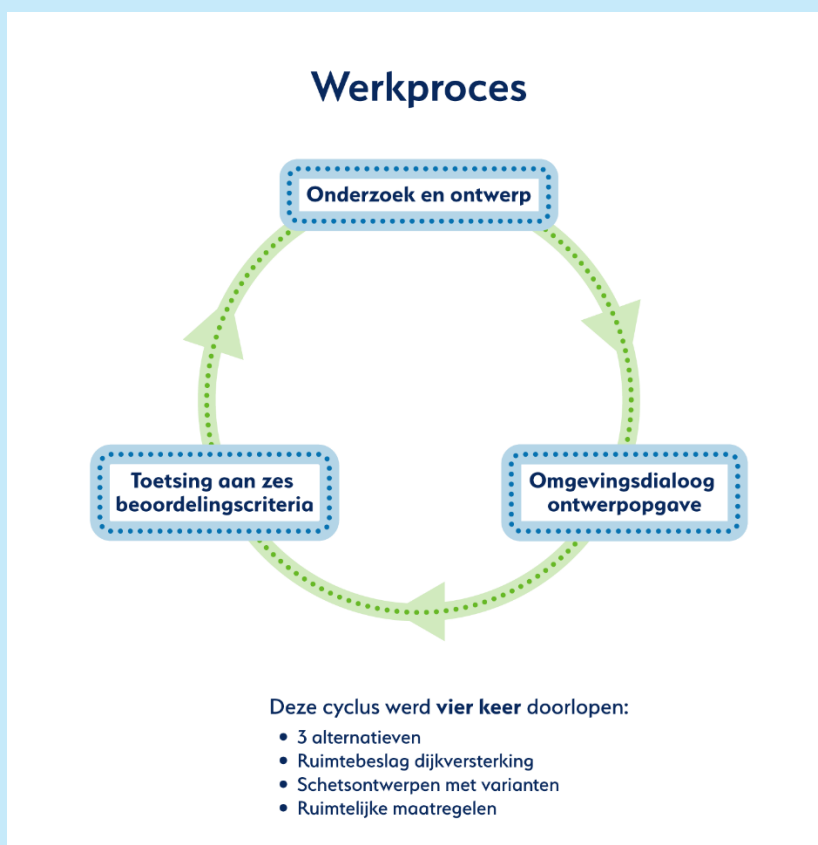 Werkproces
Onderzoek en ontwerp
Omgevingsdialoog
ontwerpopgave
Toetsing aan zes
beoordelingscriteria
Deze cyclus werd vier keer doorlopen:
• 3 alternatieven
• Ruimtebeslag dijkversterking
• Schetsontwerpen met varianten
• Ruimtelijke maatregelen